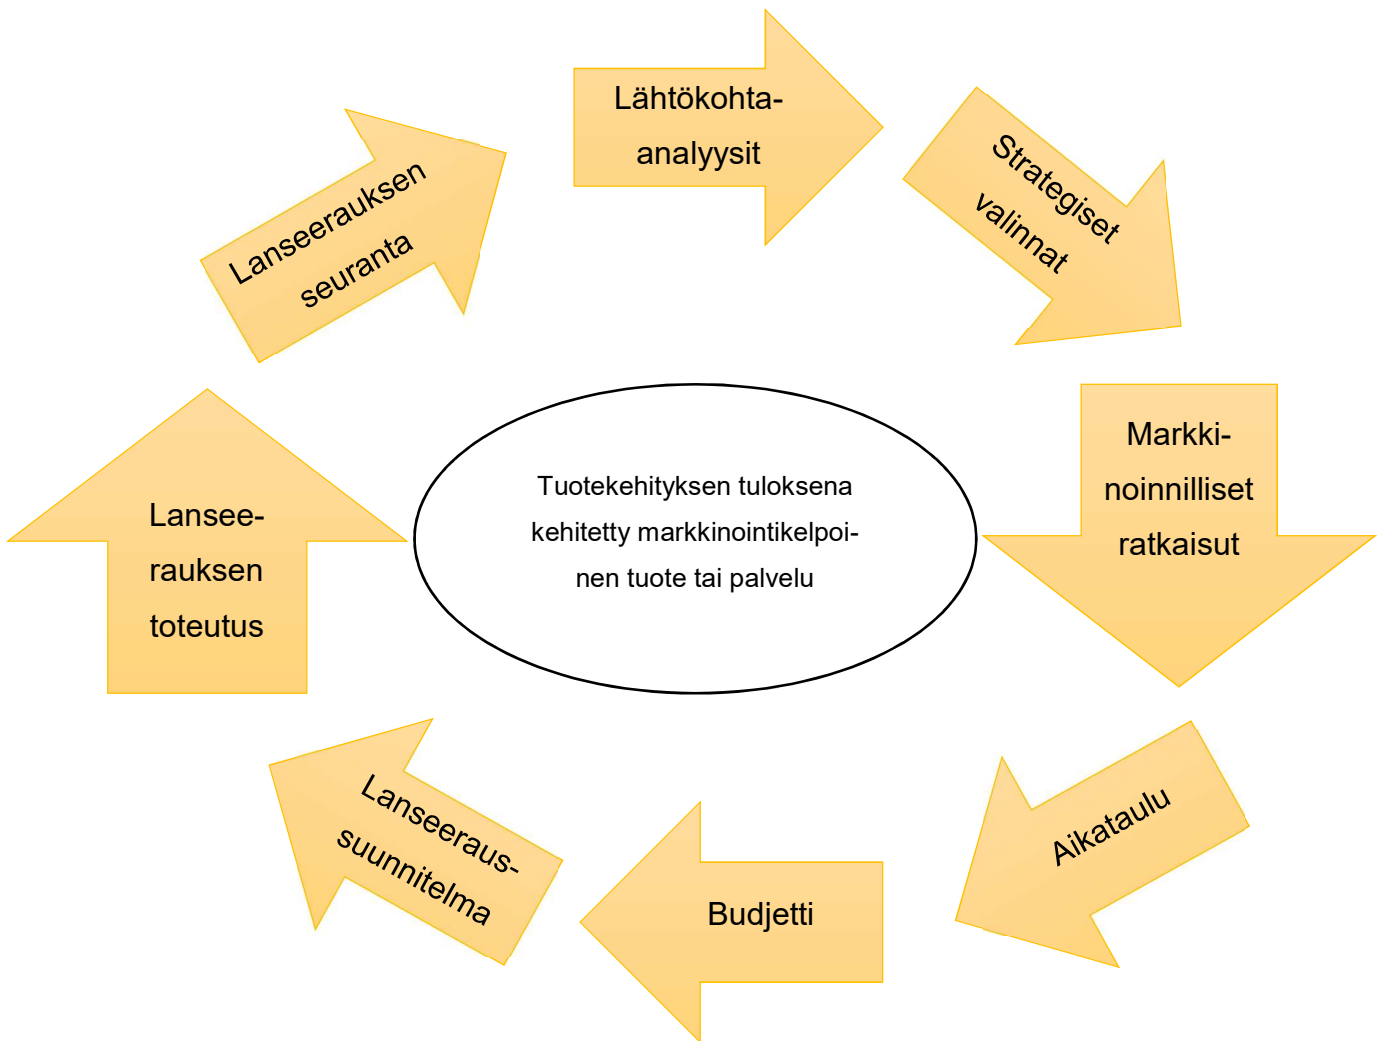 Lähtökohta-
analyysit
Strategiset
valinnat
Markki-
noinnilliset
ratkaisut
Aikataulu
Budjetti
Lanseeraus-
suunnitelma
Lansee-
rauksen
toteutus
Lanseerauksen
seuranta
Tuotekehityksen tuloksena
kehitetty markkinointikelpoi-
nen tuote tai palvelu